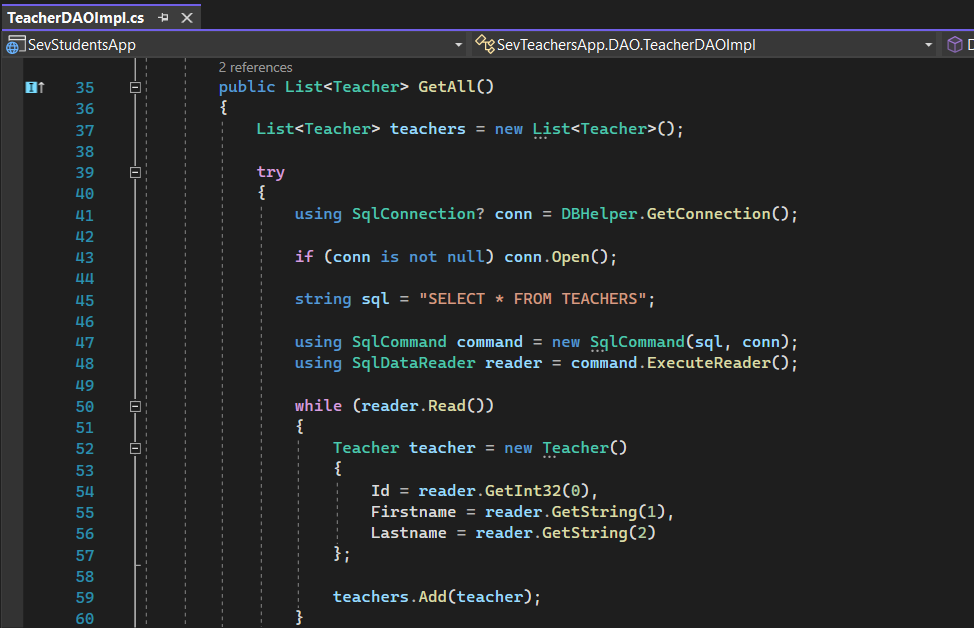 TeacherDAOImpl.cs
SevStudentsApp SevTeachersApp.DAO.TeacherDAOImpl
2 references
35 public List<Teacher> GetAll()
36 {
37 List<Teacher> teachers = new List<Teacher>();
38
39 try
40 {
41 using SqlConnection? conn = DBHelper.GetConnection();
42
43 if (conn is not null) conn.Open();
44
45 string sql = "SELECT * FROM TEACHERS";
46
47 using SqlCommand command = new SqlCommand(sql, conn);
48 using SqlDataReader reader = command.ExecuteReader();
49
50 while (reader.Read())
51 {
52 Teacher teacher = new Teacher()
53 {
54 Id = reader.GetInt32(0),
55 Firstname = reader.GetString(1),
56 Lastname = reader.GetString(2)
57 };
58
59 teachers.Add(teacher);
60 }